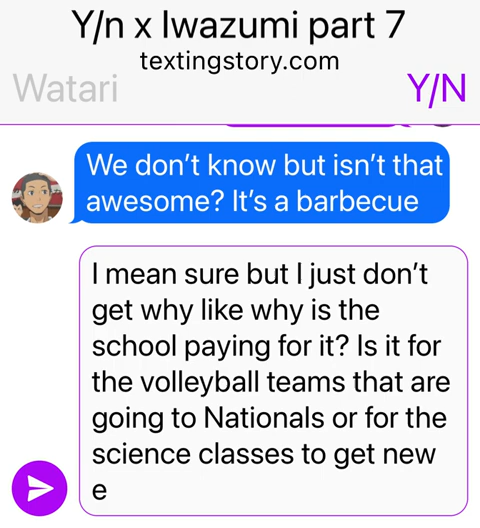 Y/n x Iwazumi part 7
textingstory.com
Watari
Y/N
We don't know but isn't that
awesome? It's a barbecue
I mean sure but I just don't
get why like why is the
school paying for it? Is it for
the volleyball teams that are
going to Nationals or for the
science classes to get new
e